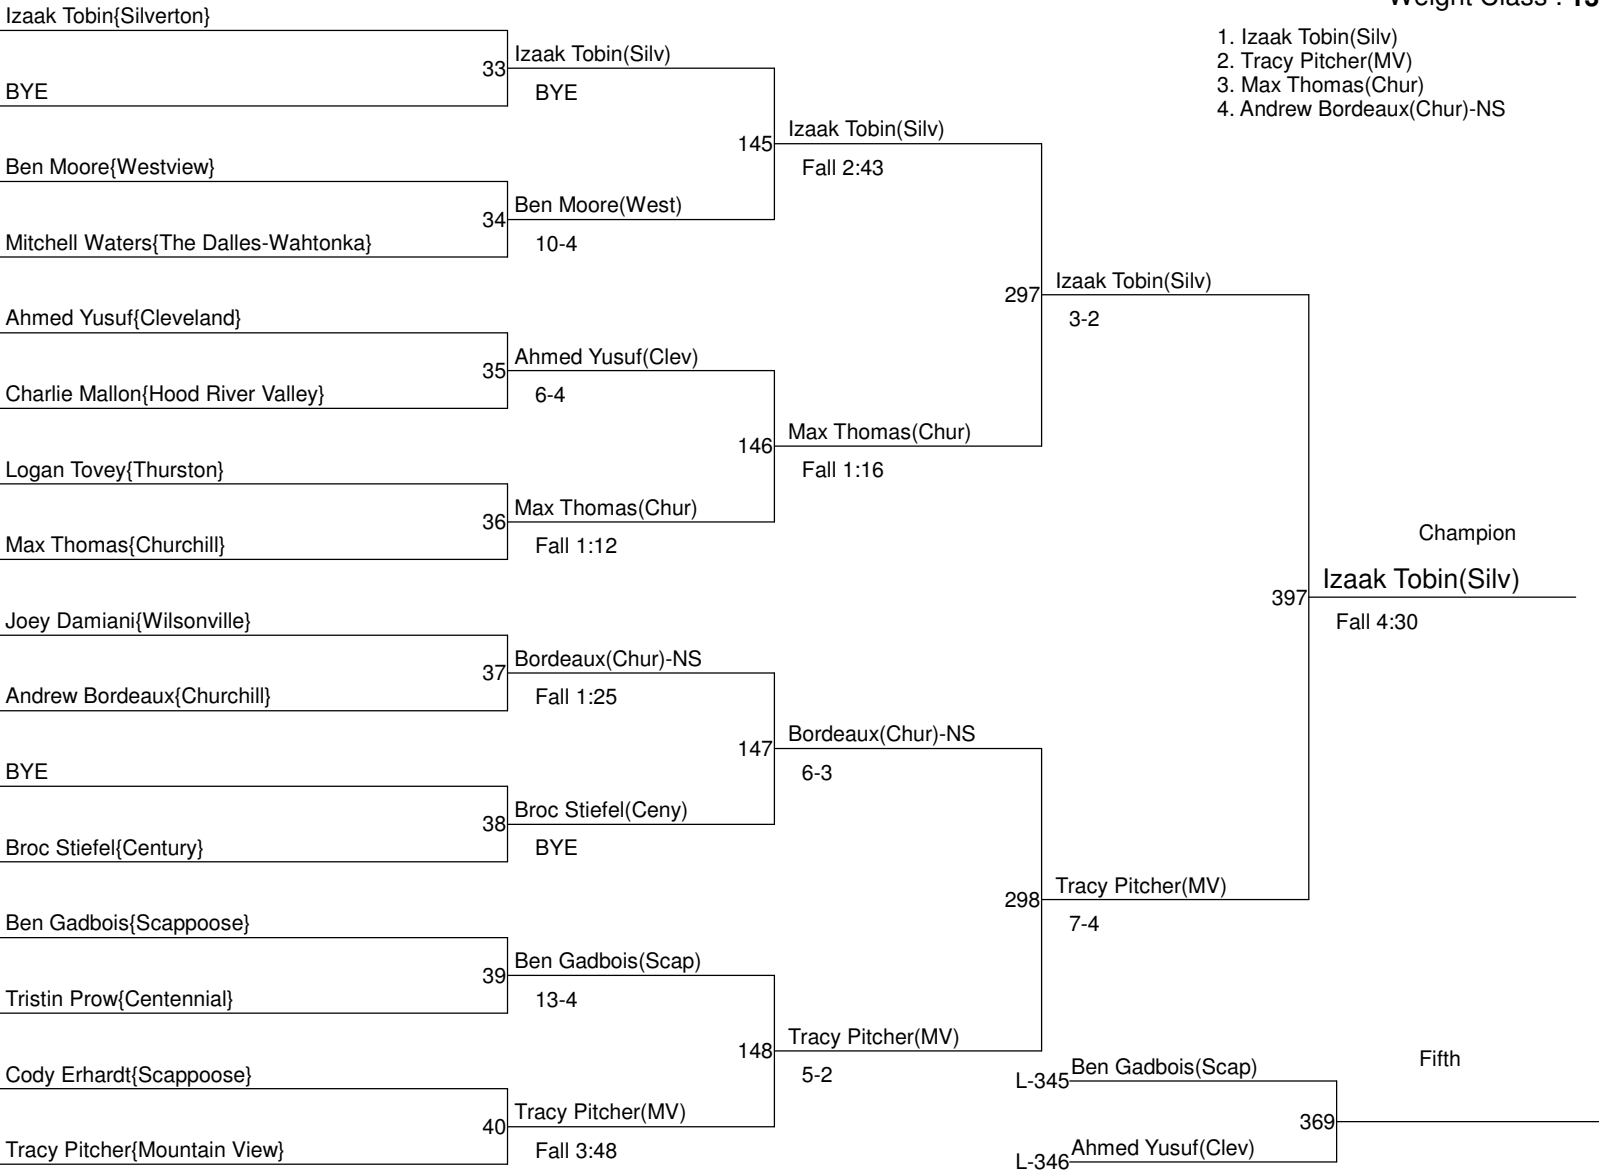 Weight Class : 13
1. Izaak Tobin(Silv)
2. Tracy Pitcher(MV)
3. Max Thomas(Chur)
4. Andrew Bordeaux(Chur)-NS
Izaak Tobin{Silverton}
BYE
Ben Moore{Westview}
Mitchell Waters{The Dalles-Wahtonka}
Ahmed Yusuf{Cleveland}
Charlie Mallon{Hood River Valley}
Logan Tovey{Thurston}
Max Thomas{Churchill}
Joey Damiani{Wilsonville}
Andrew Bordeaux{Churchill}
BYE
Broc Stiefel{Century}
Ben Gadbois{Scappoose}
Tristin Prow{Centennial}
Cody Erhardt{Scappoose}
Tracy Pitcher{Mountain View}
33
Izaak Tobin(Silv)
BYE
34
Ben Moore(West)
10-4
35
Ahmed Yusuf(Clev)
6-4
36
Max Thomas(Chur)
Fall 1:12
37
Bordeaux(Chur)-NS
Fall 1:25
38
Broc Stiefel(Ceny)
BYE
39
Ben Gadbois(Scap)
13-4
40
Tracy Pitcher(MV)
Fall 3:48
145
Izaak Tobin(Silv)
Fall 2:43
146
Max Thomas(Chur)
Fall 1:16
147
Bordeaux(Chur)-NS
6-3
148
Tracy Pitcher(MV)
5-2
297
Izaak Tobin(Silv)
3-2
298
Tracy Pitcher(MV)
7-4
Champion
397
Izaak Tobin(Silv)
Fall 4:30
Fifth
L-345
Ben Gadbois(Scap)
369
L-346
Ahmed Yusuf(Clev)